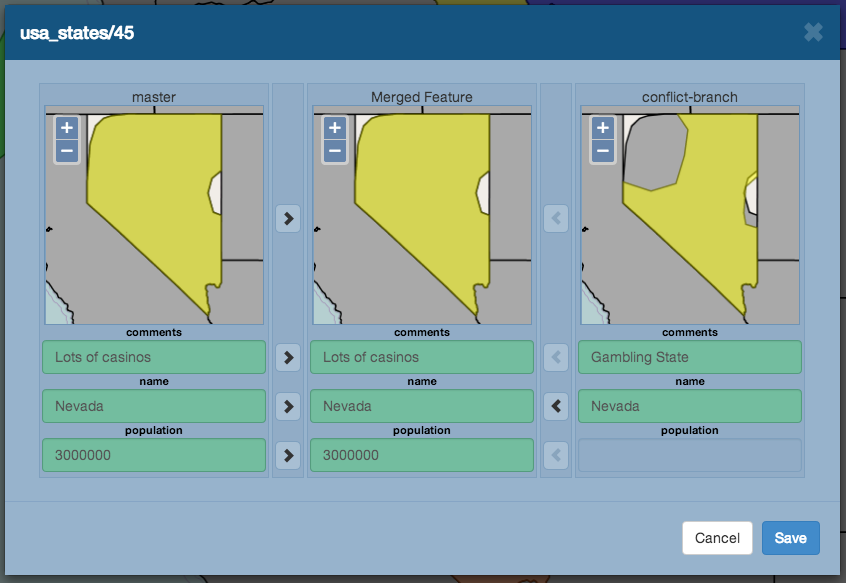 usa_states/45
master
Merged Feature
conflict-branch
comments
comments
comments
Lots of casinos
Lots of casinos
Gambling State
name
name
name
Nevada
Nevada
Nevada
population
population
population
3000000
3000000
Cancel
Save